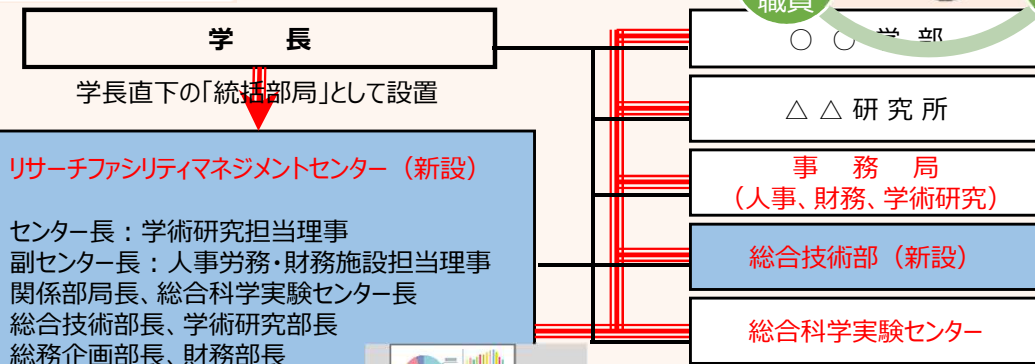 職員
学 長
学長直下の「統括部局」として設置
リサーチファシリティマネジメントセンター（新設）
センター長：学術研究担当理事
副センター長：人事労務・財務施設担当理事
関係部局長、総合科学実験センター長
総合技術部長、学術研究部長
総務企画部長、財務部長
○ ○ 学 部
△ △ 研 究 所
事 務 局
（人事、財務、学術研究）
総合技術部（新設）
総合科学実験センター